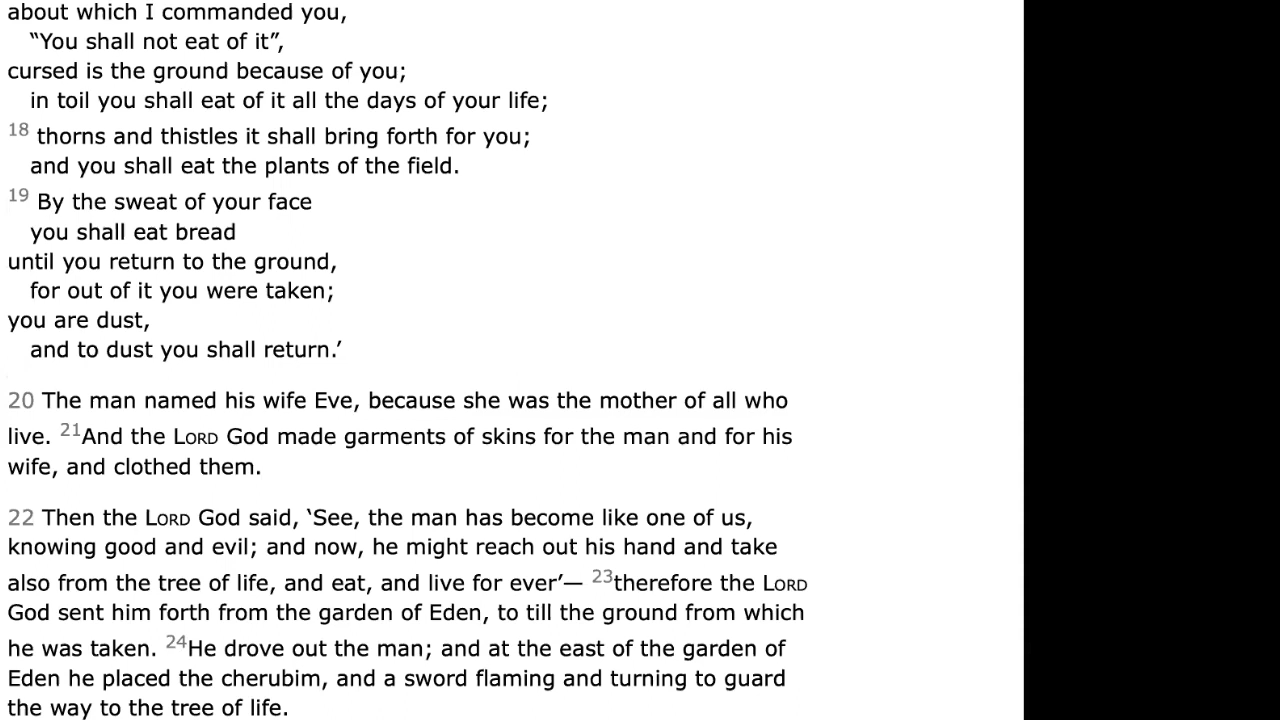 about which I commanded you,
“You shall not eat of it”,
cursed is the ground because of you;
in toil you shall eat of it all the days of your life;
18 thorns and thistles it shall bring forth for you;
and you shall eat the plants of the field.
19 By the sweat of your face
you shall eat bread
until you return to the ground,
for out of it you were taken;
you are dust,
and to dust you shall return.’
20 The man named his wife Eve, because she was the mother of all who
live. 21And the LORD God made garments of skins for the man and for his
wife, and clothed them.
22 Then the LORD God said, ‘See, the man has become like one of us,
knowing good and evil; and now, he might reach out his hand and take
also from the tree of life, and eat, and live for ever’— 23therefore the LORD
God sent him forth from the garden of Eden, to till the ground from which
he was taken. 24He drove out the man; and at the east of the garden of
Eden he placed the cherubim, and a sword flaming and turning to guard
the way to the tree of life.